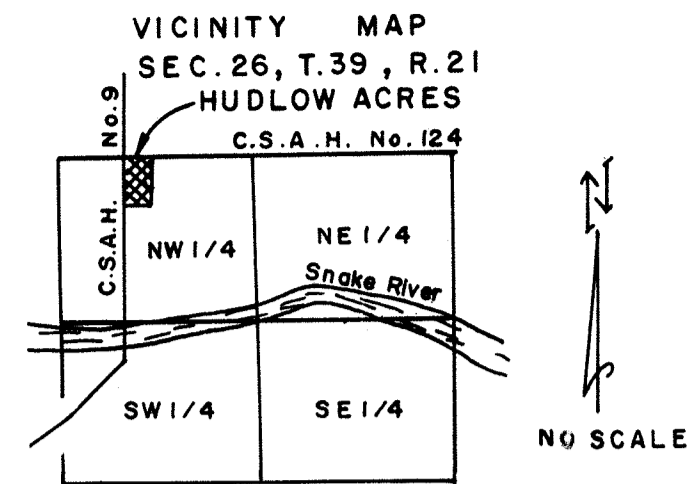 VICINITY MAP
SEC. 26, T. 39, R. 21
HUDLOW ACRES
C.S.A.H. No. 124
C.S.A.H. No. 9
NW 1/4
NE 1/4
Snake River
SW 1/4
SE 1/4
NO SCALE